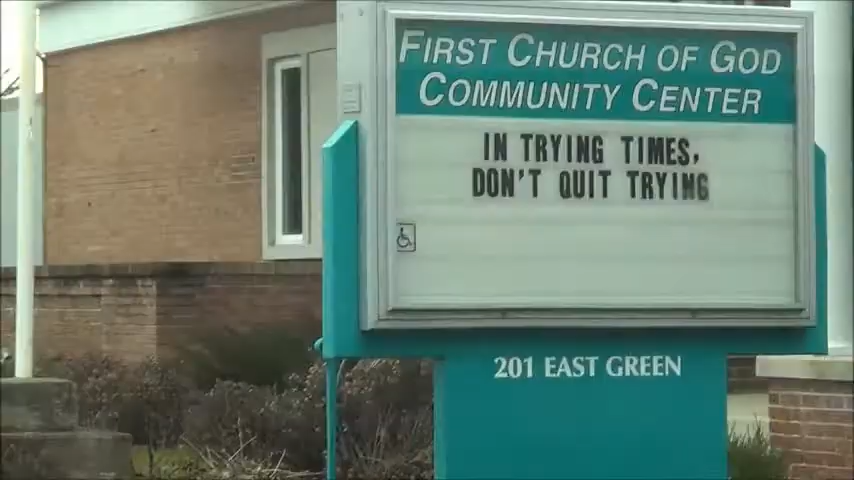 FIRST CHURCH OF GOD
COMMUNITY CENTER
IN TRYING TIMES,
DON'T QUIT TRYING
201 EAST GREEN